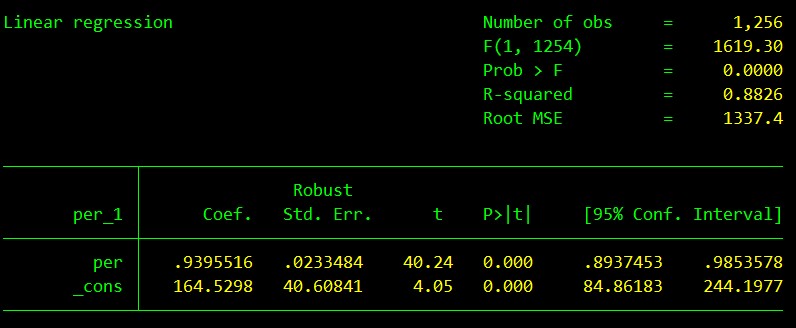 Linear regression Number of obs = 1,256
F(1, 1254) = 1619.30
Prob > F = 0.0000
R-squared = 0.8826
Root MSE = 1337.4
Robust
per_1 Coef. Std. Err. t P>|t| [95% Conf. Interval]
per .9395516 .0233484 40.24 0.000 .8937453 .9853578
_cons 164.5298 40.60841 4.05 0.000 84.86183 244.1977